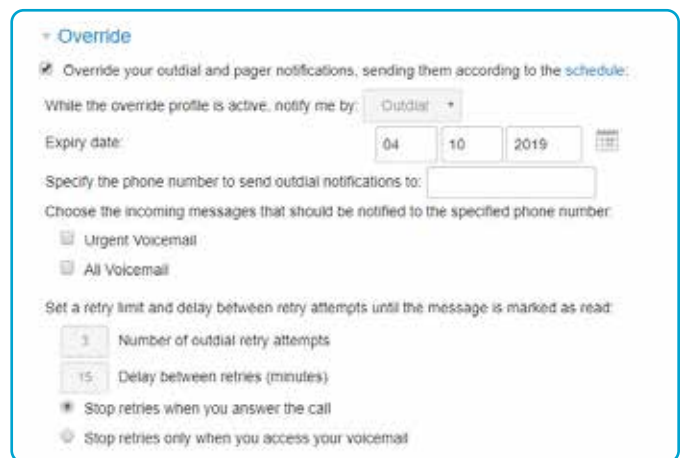 Override
Override your outdial and pager notifications, sending them according to the schedule:
While the override profile is active, notify me by: Outdial
Expiry date: 04 10 2019
Specify the phone number to send outdial notifications to:
Choose the incoming messages that should be notified to the specified phone number:
Urgent Voicemail
All Voicemail
Set a retry limit and delay between retry attempts until the message is marked as read:
3 Number of outdial retry attempts
15 Delay between retries (minutes)
Stop retries when you answer the call
Stop retries only when you access your voicemail